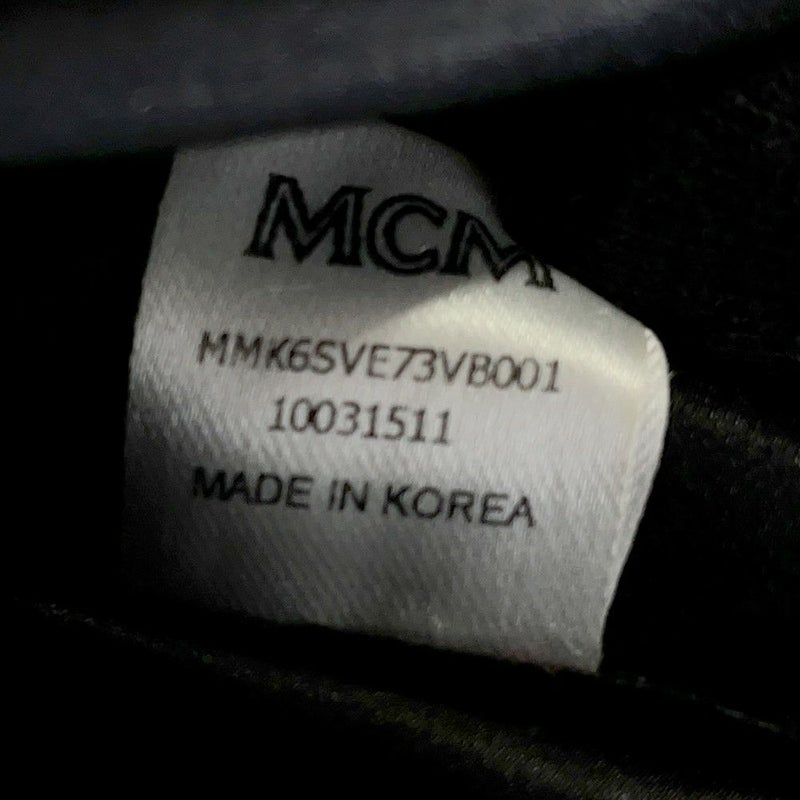 MCM
MMK6SVE73VB001
10031511
MADE IN KOREA